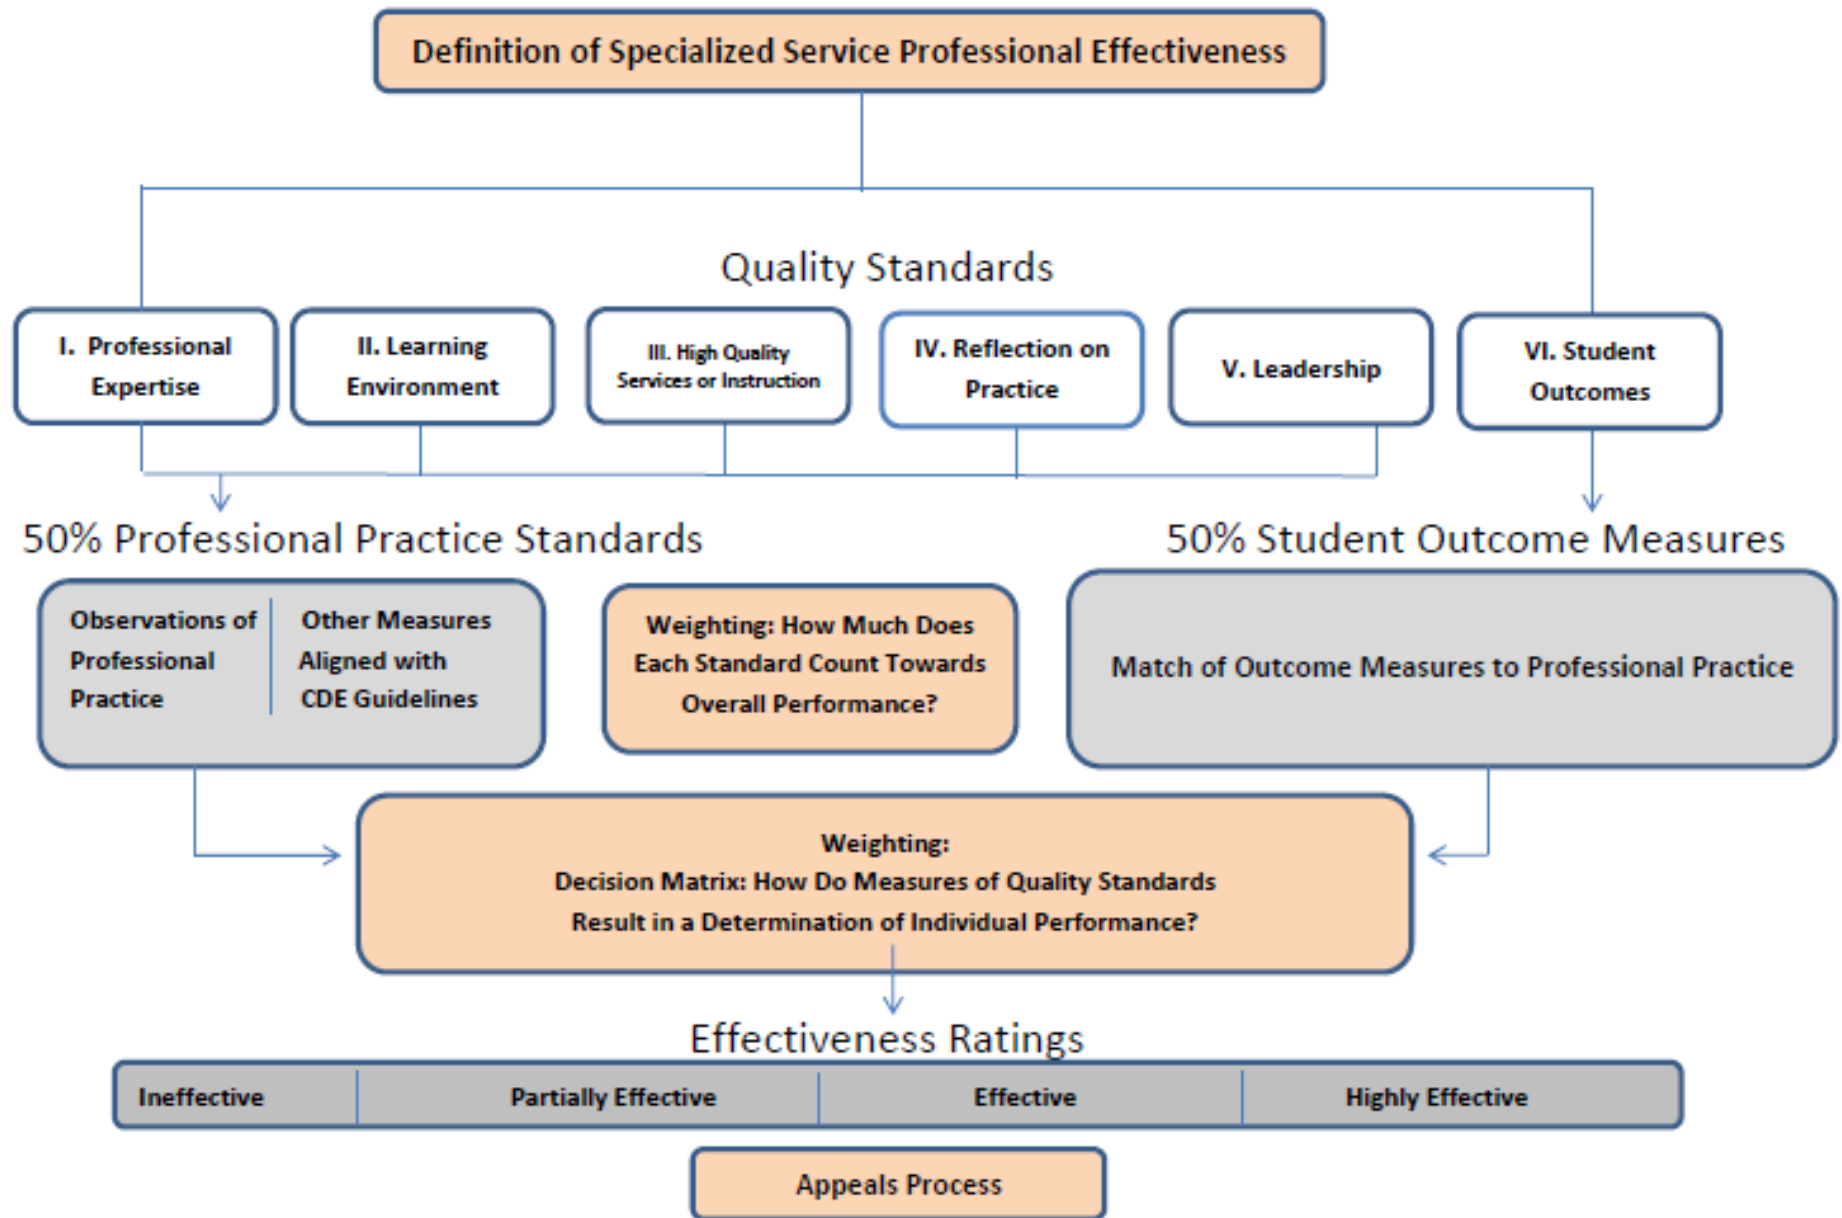 Definition of Specialized Service Professional Effectiveness
Quality Standards
I. Professional
Expertise
II. Learning
Environment
III. High Quality
Services or Instruction
IV. Reflection on
Practice
V. Leadership
VI. Student
Outcomes
50% Professional Practice Standards
50% Student Outcome Measures
Observations of
Professional
Practice
Other Measures
Aligned with
CDE Guidelines
Weighting: How Much Does
Each Standard Count Towards
Overall Performance?
Match of Outcome Measures to Professional Practice
Weighting:
Decision Matrix: How Do Measures of Quality Standards
Result in a Determination of Individual Performance?
Effectiveness Ratings
Ineffective
Partially Effective
Effective
Highly Effective
Appeals Process